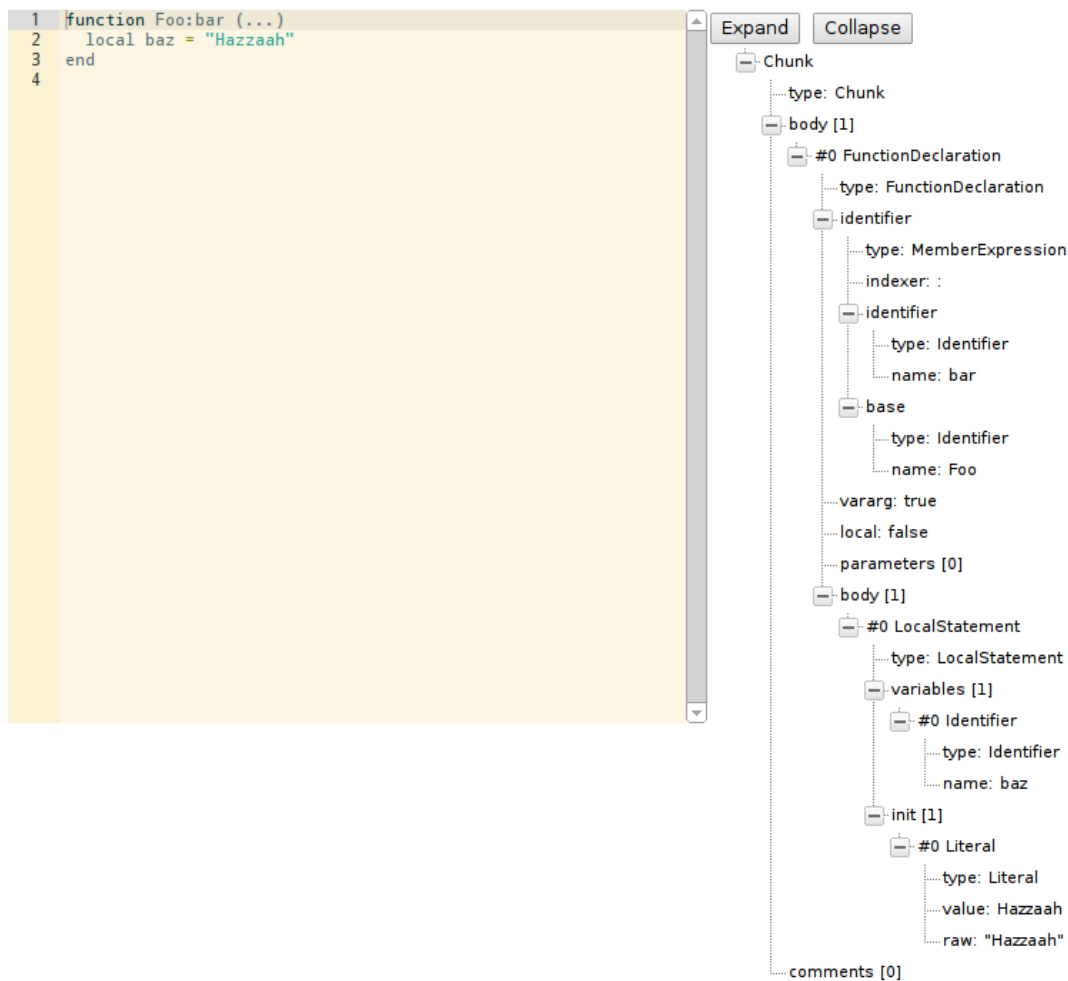 1 function Foo:bar (...)
2 local baz = "Hazzaah"
3 end
4
Expand Collapse
Chunk
type: Chunk
body [1]
#0 FunctionDeclaration
type: FunctionDeclaration
identifier
type: MemberExpression
indexer: :
identifier
type: Identifier
name: bar
base
type: Identifier
name: Foo
vararg: true
local: false
parameters [0]
body [1]
#0 LocalStatement
type: LocalStatement
variables [1]
#0 Identifier
type: Identifier
name: baz
init [1]
#0 Literal
type: Literal
value: Hazzaah
raw: "Hazzaah"
comments [0]